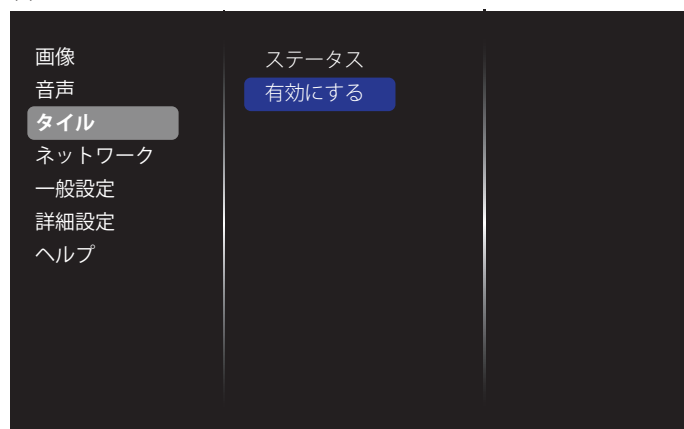 画像
音声
タイル
ネットワーク
一般設定
詳細設定
ヘルプ
ステータス
有効にする